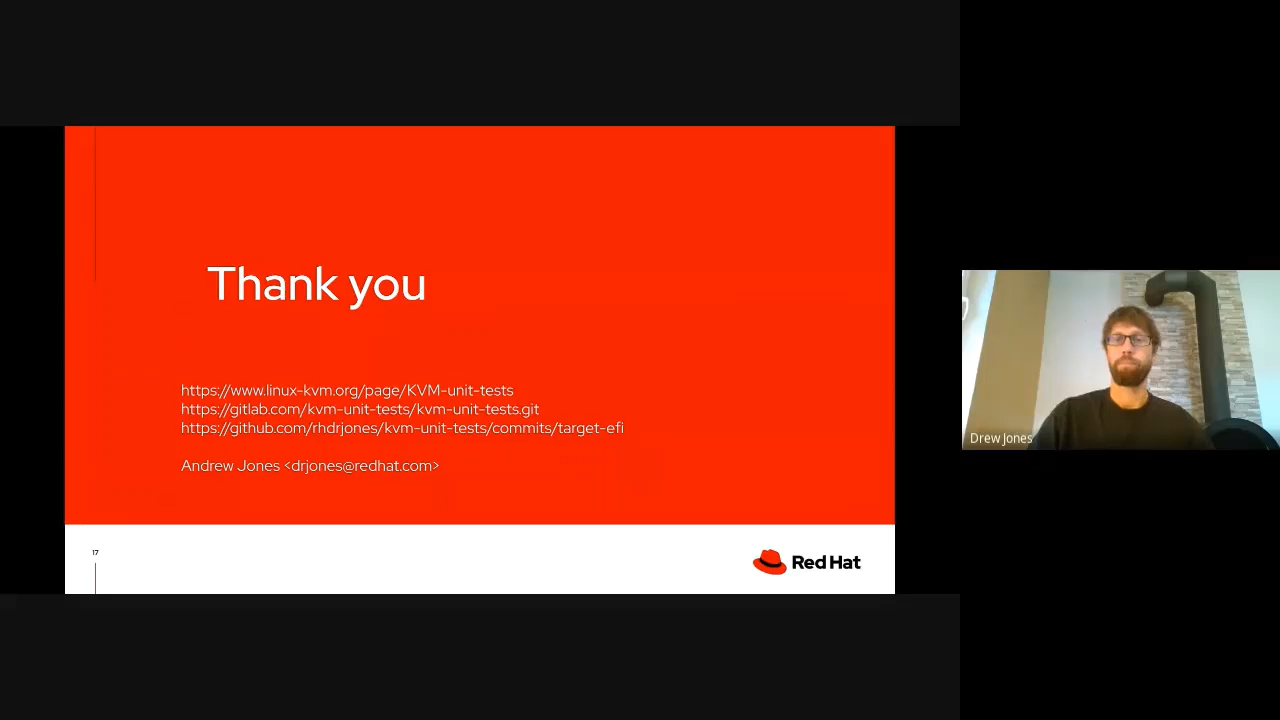 Thank you
https://www.linux-kvm.org/page/KVM-unit-tests
https://gitlab.com/kvm-unit-tests/kvm-unit-tests.git
https://github.com/rhdrjones/kvm-unit-tests/commits/target-efi
Andrew Jones <drjones@redhat.com>
17
Red Hat
Drew Jones